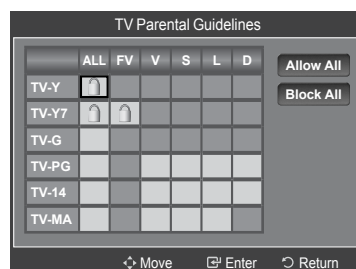 TV Parental Guidelines
ALL FV V S L D
Allow All
TV-Y
Block All
TV-Y7
TV-G
TV-PG
TV-14
TV-MA
Move Enter Return